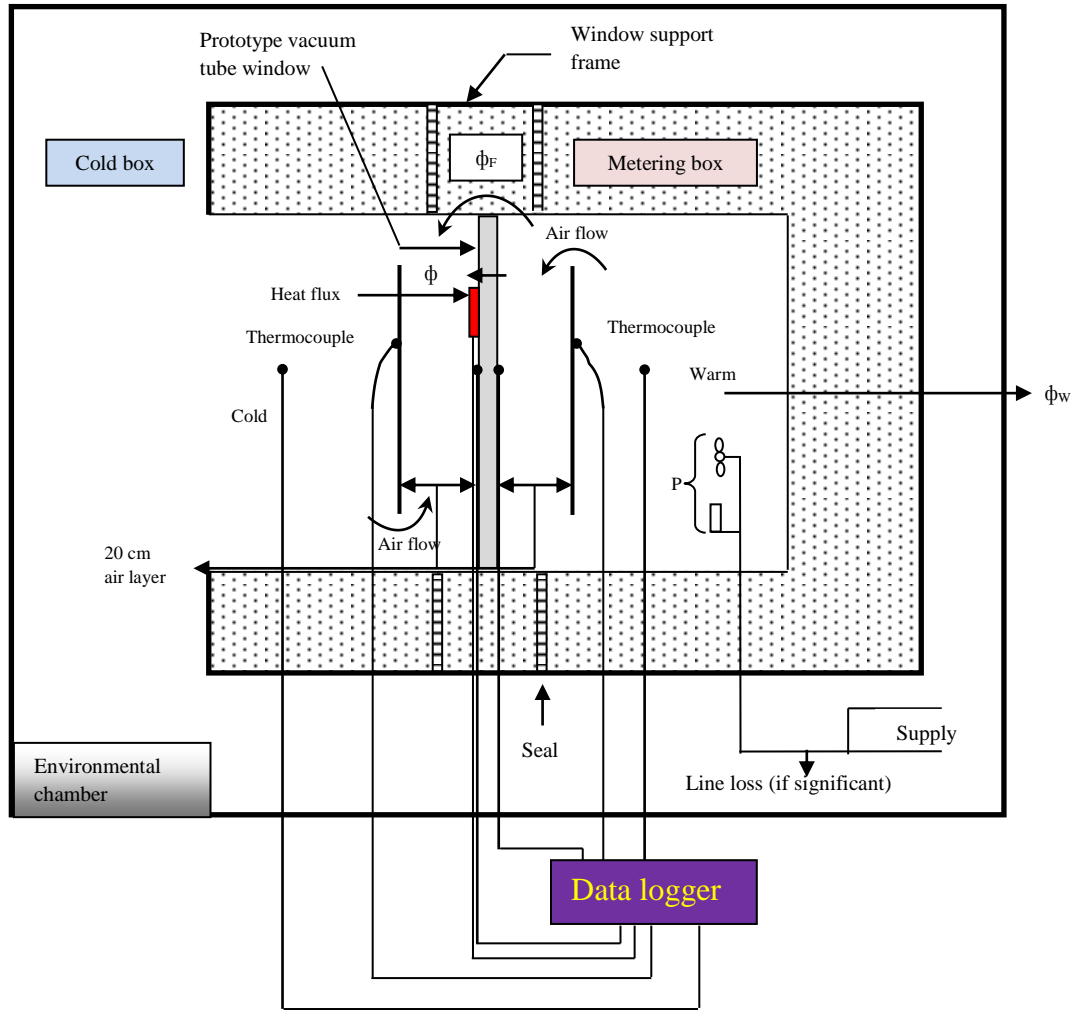 Prototype vacuum
tube window
Window support
frame
Cold box
ϕF
Metering box
Air flow
ϕ
Heat flux
Thermocouple
Thermocouple
Warm
Cold
ϕW
P
Air flow
20 cm
air layer
Seal
Supply
Line loss (if significant)
Environmental
chamber
Data logger